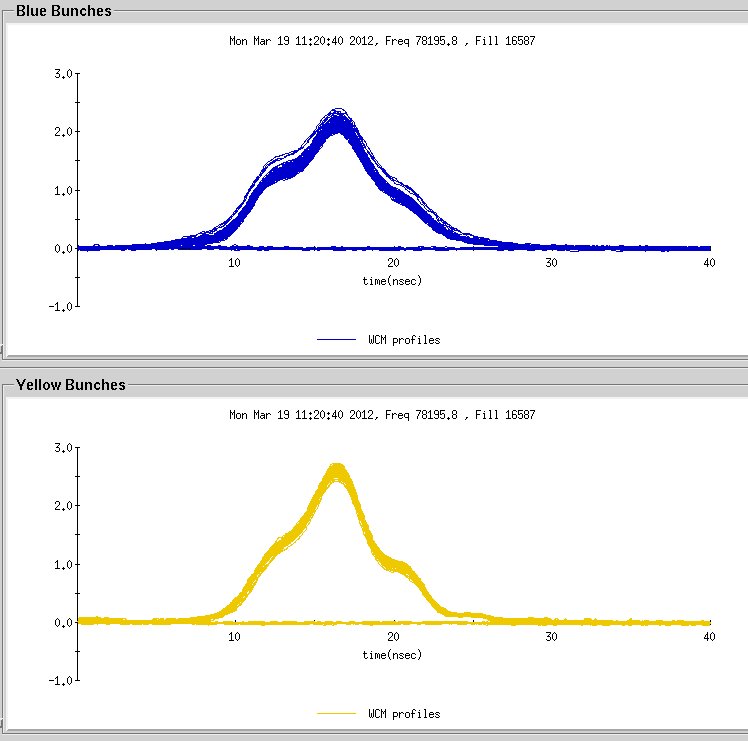 Blue Bunches
Mon Mar 19 11:20:40 2012, Freq 78195.8 , Fill 16587
3.0
2.0
1.0
0.0
-1.0
10 20 30 40
time(nsec)
WCM profiles
Yellow Bunches
Mon Mar 19 11:20:40 2012, Freq 78195.8 , Fill 16587
3.0
2.0
1.0
0.0
-1.0
10 20 30 40
time(nsec)
WCM profiles